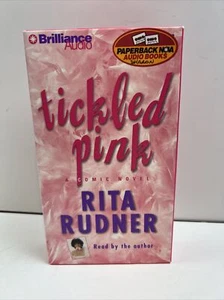 Brilliance
Audio
PAPERBACK NOW
AUDIO BOOKS
tickled
pink
A COMIC NOVEL
RITA
RUDNER
Read by the author